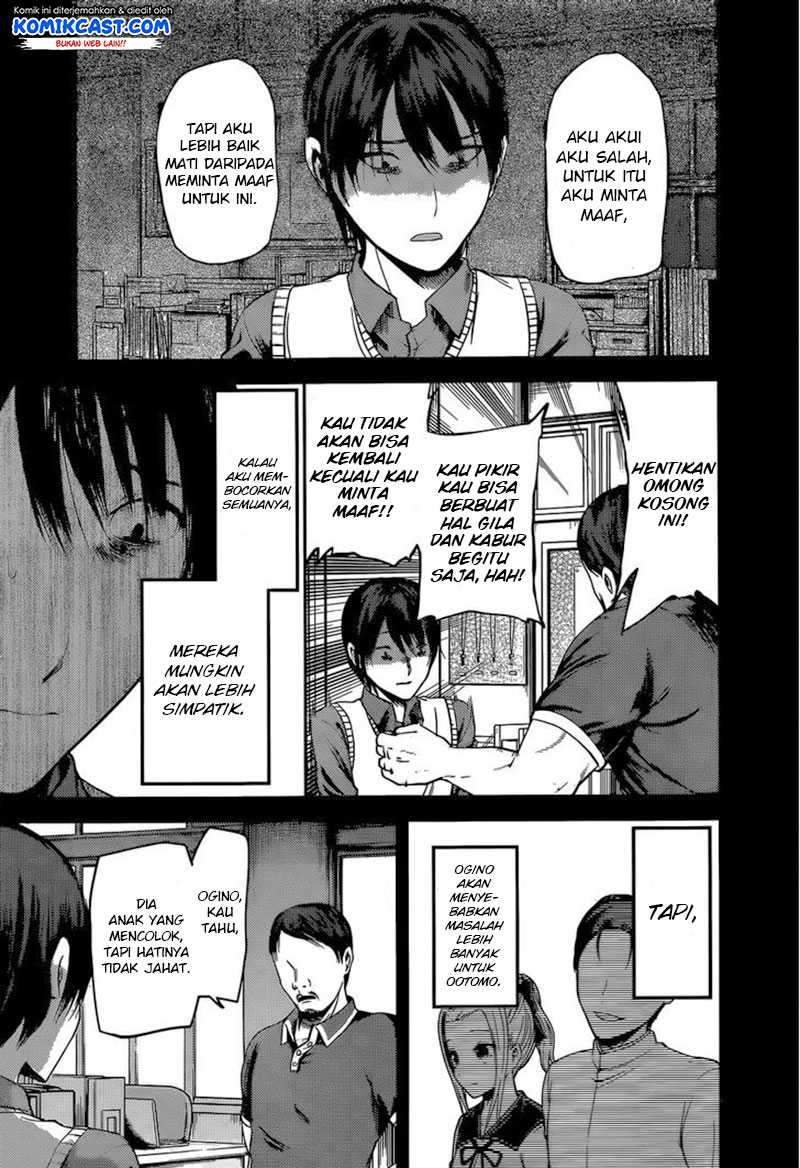 Komik ini diterjemahkan & diedit oleh
KOMIKCAST.COM
BUKAN WEB LAIN!!
AKU AKUI
AKU SALAH,
UNTUK ITU
AKU MINTA
MAAF,
TAPI AKU
LEBIH BAIK
MATI DARIPADA
MEMINTA MAAF
UNTUK INI.
HENTIKAN
OMONG
KOSONG
INI!
KAU PIKIR
KAU BISA
BERBUAT
HAL GILA
DAN KABUR
BEGITU
SAJA, HAH!
KAU TIDAK
AKAN BISA
KEMBALI
KECUALI KAU
MINTA
MAAF!!
KALAU
AKU MEM-
BOCORKAN
SEMUANYA,
MEREKA
MUNGKIN
AKAN LEBIH
SIMPATIK.
TAPI,
OGINO
AKAN
MENYE-
BABKAN
MASALAH
LEBIH
BANYAK
UNTUK
OOTOMO.
OGINO,
KAU
TAHU,
DIA
ANAK YANG
MENCOLOK,
TAPI HATINYA
TIDAK JAHAT.